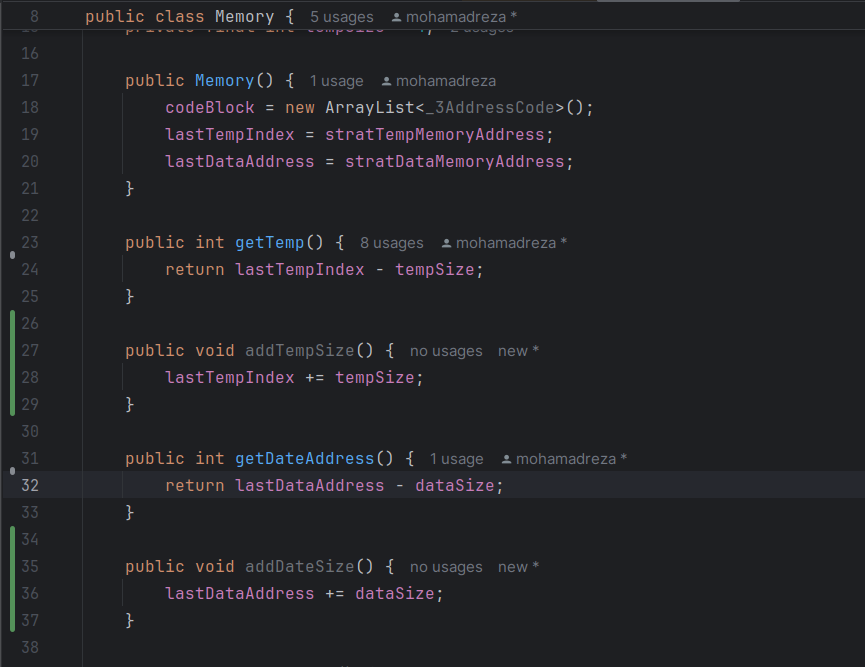 8 public class Memory { 5 usages mohamadreza *
16
17 public Memory() { 1 usage mohamadreza
18 codeBlock = new ArrayList<_3AddressCode>();
19 lastTempIndex = stratTempMemoryAddress;
20 lastDataAddress = stratDataMemoryAddress;
21 }
22
23 public int getTemp() { 8 usages mohamadreza *
24 return lastTempIndex - tempSize;
25 }
26
27 public void addTempSize() { no usages new *
28 lastTempIndex += tempSize;
29 }
30
31 public int getDateAddress() { 1 usage mohamadreza *
32 return lastDataAddress - dataSize;
33 }
34
35 public void addDateSize() { no usages new *
36 lastDataAddress += dataSize;
37 }
38